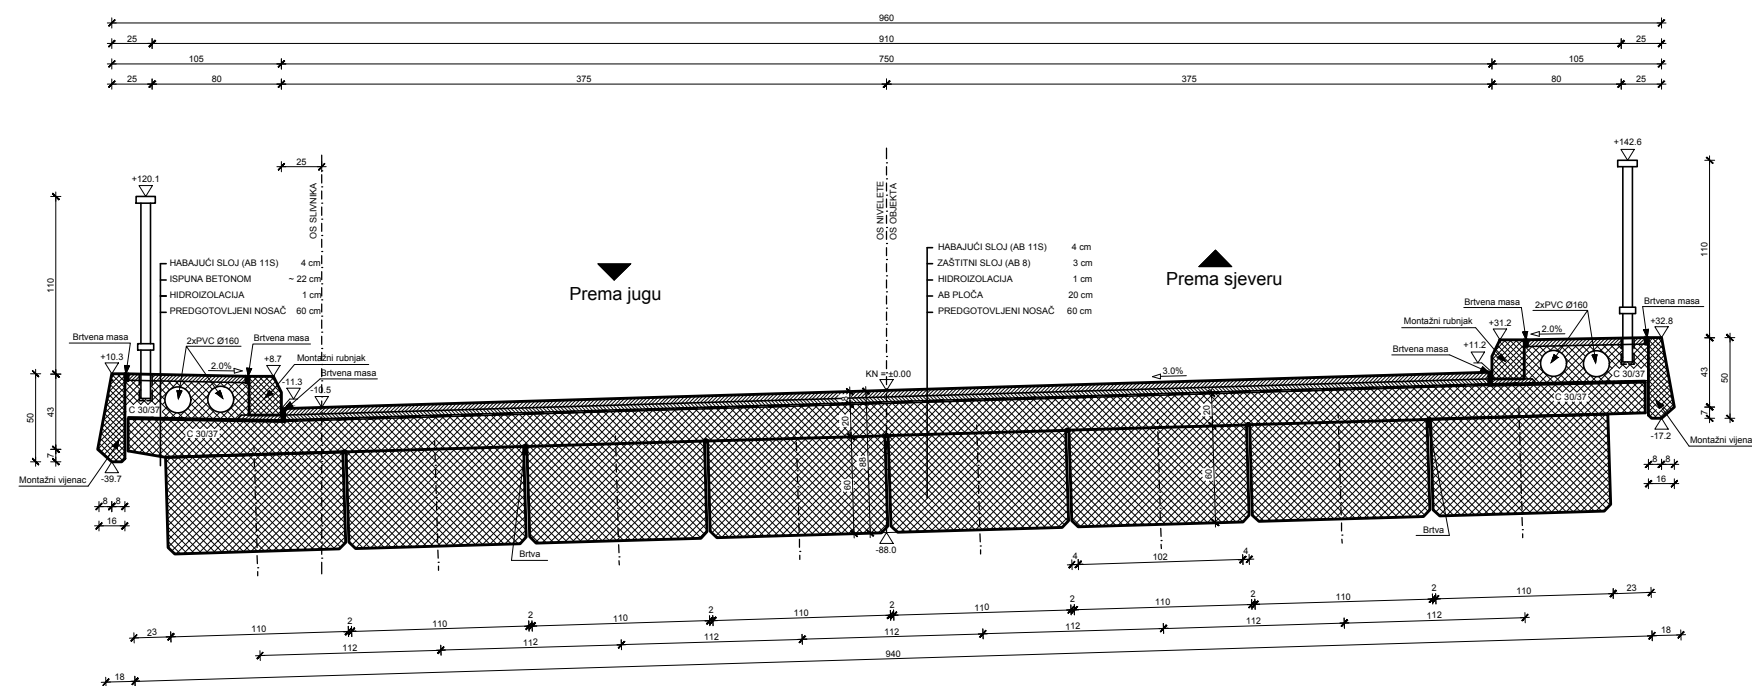 960
25
910
25
105
750
105
25
80
375
375
80
25
25
+120.1
+142.6
OS SLIVNIKA
OS NIVELETE
OS OBJEKTA
110
110
HABAJUĆI SLOJ (AB 11S) 4 cm
ISPUNA BETONOM ~ 22 cm
HIDROIZOLACIJA 1 cm
PREDGOTOVLJENI NOSAČ 60 cm
Prema jugu
HABAJUĆI SLOJ (AB 11S) 4 cm
ZAŠTITNI SLOJ (AB 8) 3 cm
HIDROIZOLACIJA 1 cm
AB PLOČA 20 cm
PREDGOTOVLJENI NOSAČ 60 cm
Prema sjeveru
Brtvena masa
2xPVC Ø160
Brtvena masa
+10.3
2.0%
+8.7
Montažni rubnjak
Brtvena masa
-11.3
-10.5
C 30/37
C 30/37
50
43
7
Montažni vijenac
-39.7
8
8
16
KN = ±0.00
3.0%
20
88
60
20
60
-88.0
Brtvena masa
2xPVC Ø160
Brtvena masa
Montažni rubnjak
+31.2
2.0%
+32.8
+11.2
Brtvena masa
C 30/37
C 30/37
43
50
7
-17.2
Montažni vijena
8
8
16
Brtva
Brtva
4
102
4
23
110
2
110
2
110
2
110
2
110
2
110
2
110
2
110
23
112
112
112
112
112
112
112
18
940
18